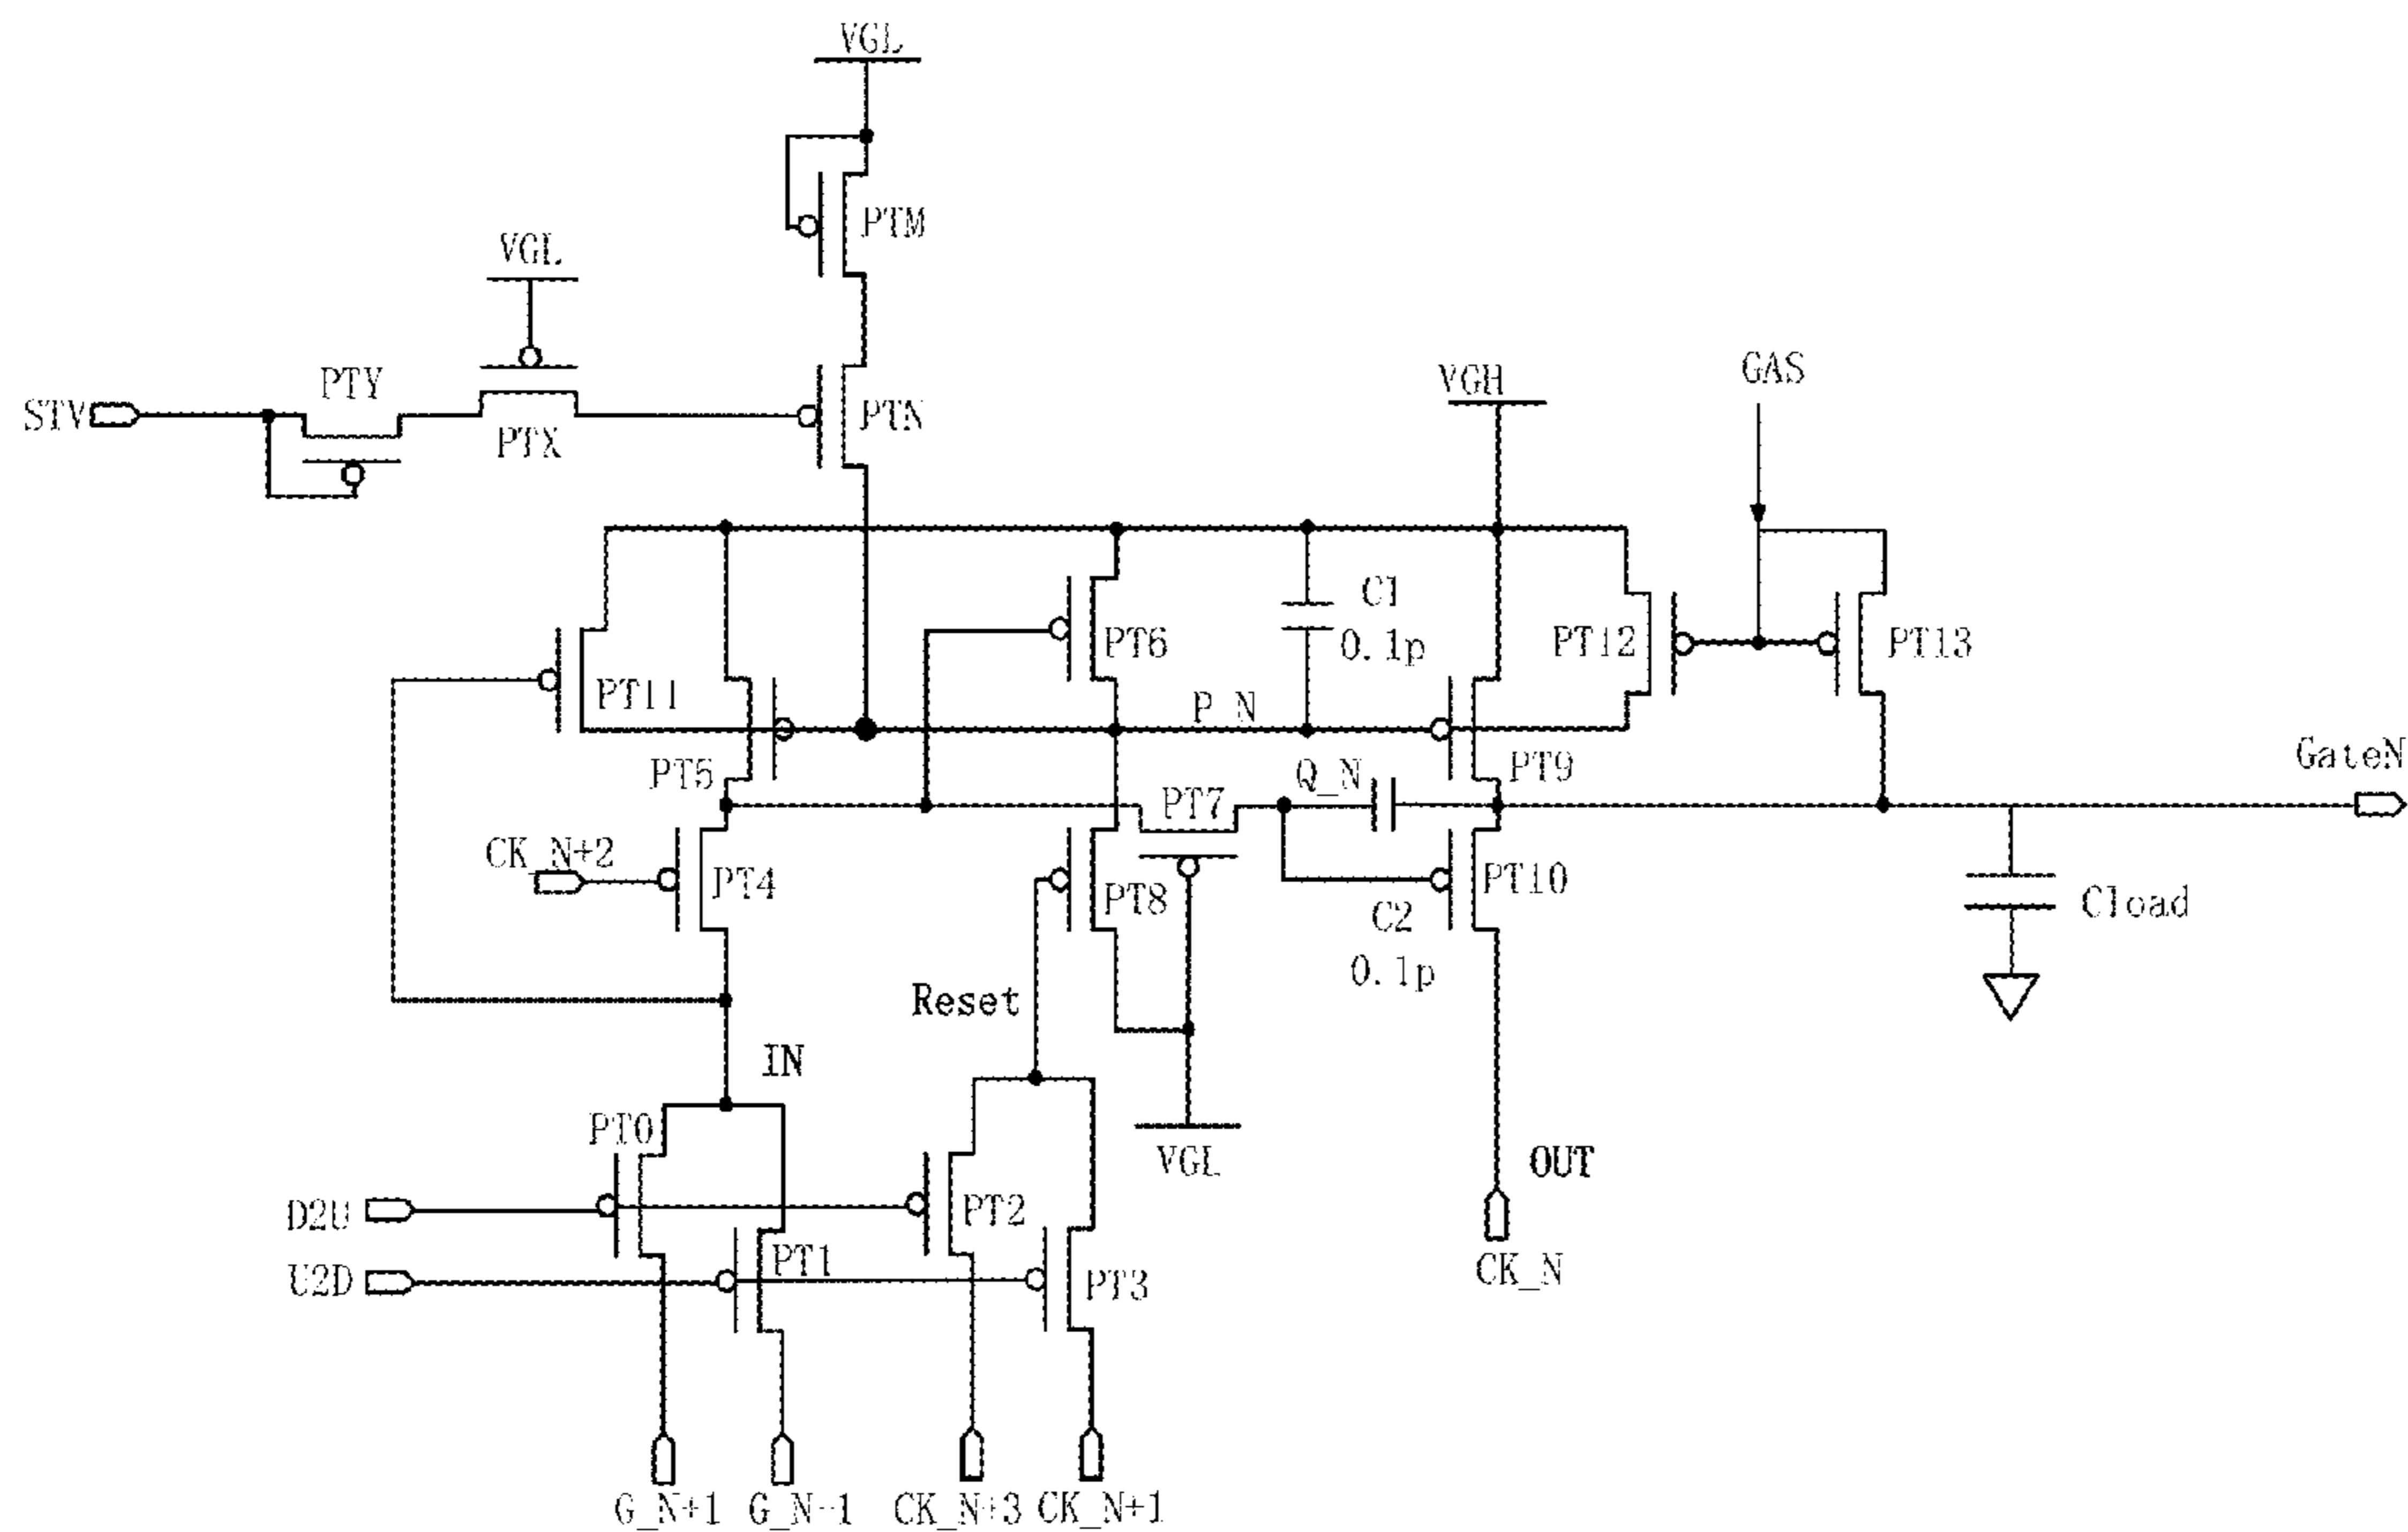 VGL
PTM
VGL
PTY
STV
PTX
PTN
VGH
GAS
C1
0.1p
PT6
PT12
PT13
PT11
P_N
PT5
Q_N
PT9
GateN
PT7
CK_N+2
PT4
PT8
PT10
C2
0.1p
Cload
Reset
IN
PT0
VGL
OUT
D2U
PT2
PT1
U2D
PT3
CK_N
G_N+1
G_N-1
CK_N+3
CK_N+1